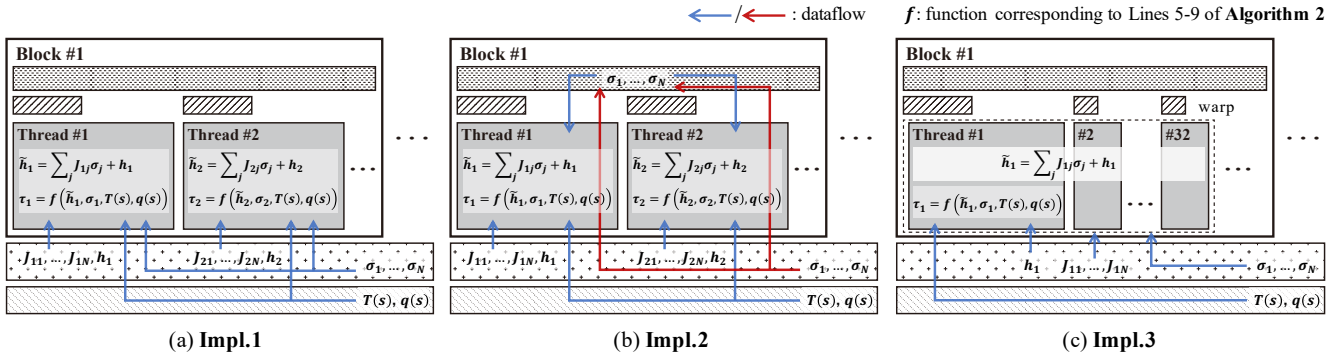 / : dataflow f: function corresponding to Lines 5-9 of Algorithm 2
Block #1
Thread #1 Thread #2
h̃₁ = ∑ⱼ J₁ⱼσⱼ + h₁ h̃₂ = ∑ⱼ J₂ⱼσⱼ + h₂
τ₁ = f(h̃₁, σ₁, T(s), q(s)) τ₂ = f(h̃₂, σ₂, T(s), q(s))
J₁₁, ..., J₁N, h₁ J₂₁, ..., J₂N, h₂
σ₁, ..., σN
T(s), q(s)
(a) Impl.1
Block #1
σ₁, ..., σN
Thread #1 Thread #2
h̃₁ = ∑ⱼ J₁ⱼσⱼ + h₁ h̃₂ = ∑ⱼ J₂ⱼσⱼ + h₂
τ₁ = f(h̃₁, σ₁, T(s), q(s)) τ₂ = f(h̃₂, σ₂, T(s), q(s))
J₁₁, ..., J₁N, h₁ J₂₁, ..., J₂N, h₂
σ₁, ..., σN
T(s), q(s)
(b) Impl.2
Block #1
warp
Thread #1 #2 #32
h̃₁ = ∑ⱼ J₁ⱼσⱼ + h₁
τ₁ = f(h̃₁, σ₁, T(s), q(s))
h₁ J₁₁, ..., J₁N
σ₁, ..., σN
T(s), q(s)
(c) Impl.3